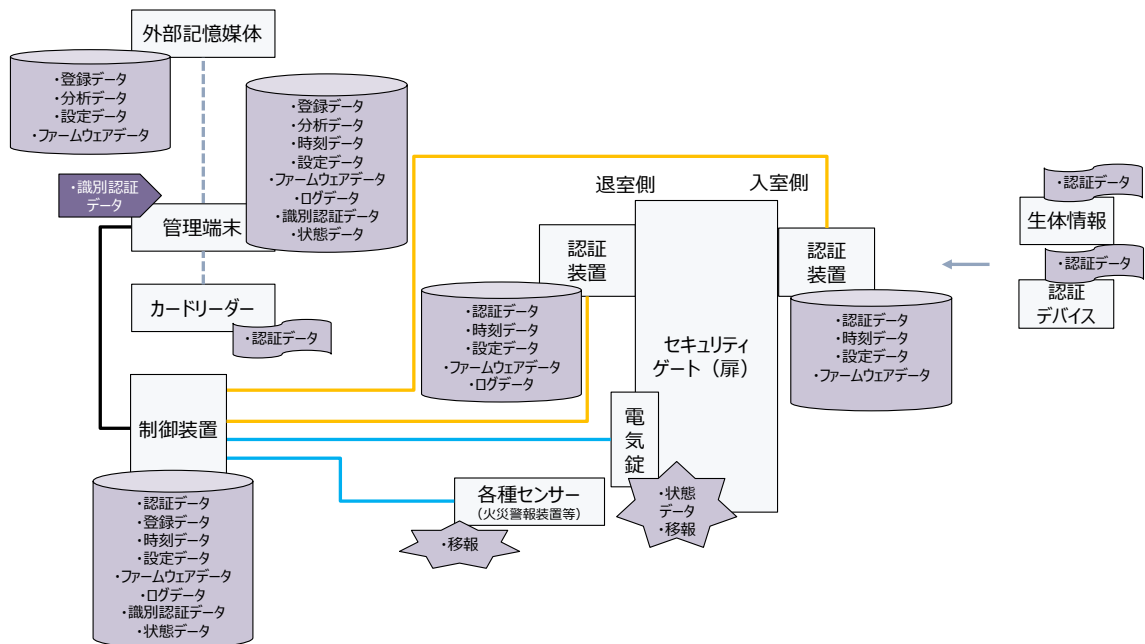 外部記憶媒体
・登録データ
・分析データ
・設定データ
・ファームウェアデータ
・登録データ
・分析データ
・時刻データ
・設定データ
・ファームウェアデータ
・ログデータ
・識別認証データ
・状態データ
・識別認証
データ
管理端末
カードリーダー
・認証データ
退室側
入室側
認証
装置
認証
装置
・認証データ
生体情報
・認証データ
認証
デバイス
・認証データ
・時刻データ
・設定データ
・ファームウェアデータ
・ログデータ
セキュリティ
ゲート（扉）
・認証データ
・時刻データ
・設定データ
・ファームウェアデータ
制御装置
電
気
錠
各種センサー
（火災警報装置等）
・移報
・状態
データ
・移報
・認証データ
・登録データ
・時刻データ
・設定データ
・ファームウェアデータ
・ログデータ
・識別認証データ
・状態データ